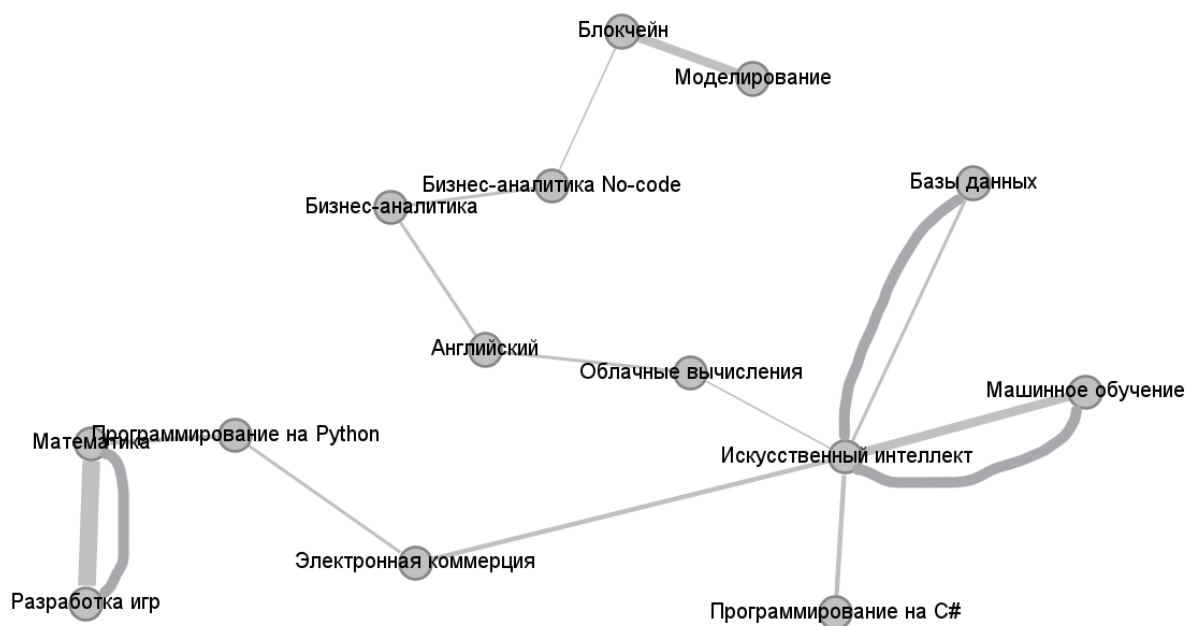 Блокчейн
Моделирование
Бизнес-аналитика No-code
Базы данных
Бизнес-аналитика
Английский
Облачные вычисления
Машинное обучение
Математика
Программирование на Python
Искусственный интеллект
Электронная коммерция
Разработка игр
Программирование на C#